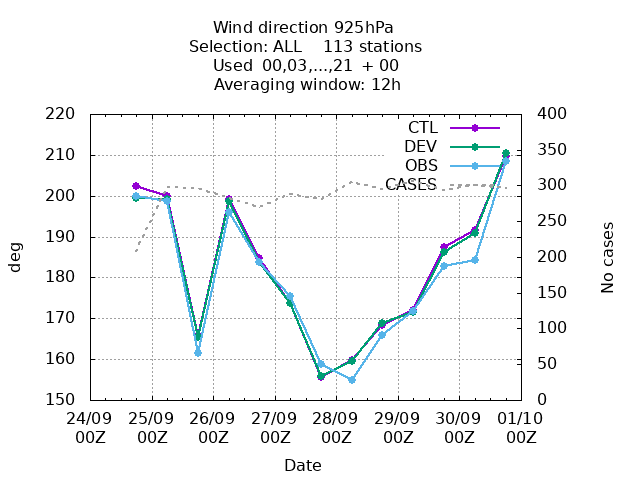 Wind direction 925hPa
Selection: ALL    113 stations
Used  00,03,...,21  + 00
Averaging window: 12h
220
210
200
190
180
170
160
150
deg
400
350
300
250
200
150
100
50
0
No cases
CTL
DEV
OBS
CASES
24/09 25/09 26/09 27/09 28/09 29/09 30/09 01/10
00Z 00Z 00Z 00Z 00Z 00Z 00Z 00Z
Date